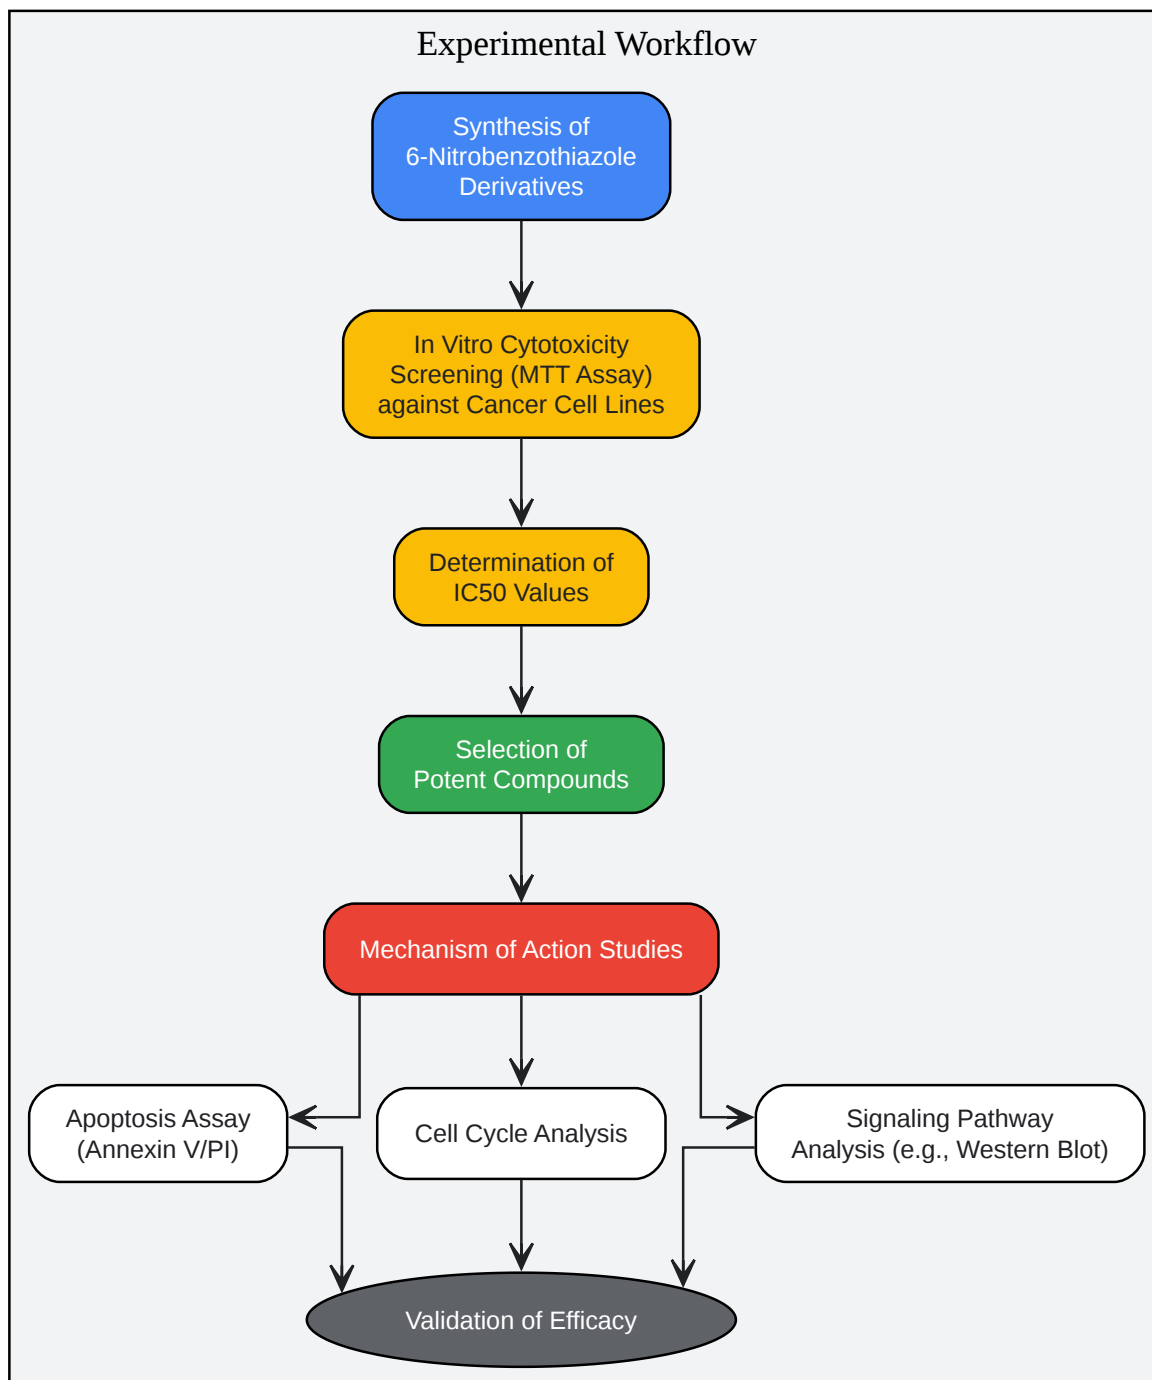 Experimental Workflow
Synthesis of
6-Nitrobenzothiazole
Derivatives
In Vitro Cytotoxicity
Screening (MTT Assay)
against Cancer Cell Lines
Determination of
IC50 Values
Selection of
Potent Compounds
Mechanism of Action Studies
Apoptosis Assay
(Annexin V/PI)
Cell Cycle Analysis
Signaling Pathway
Analysis (e.g., Western Blot)
Validation of Efficacy